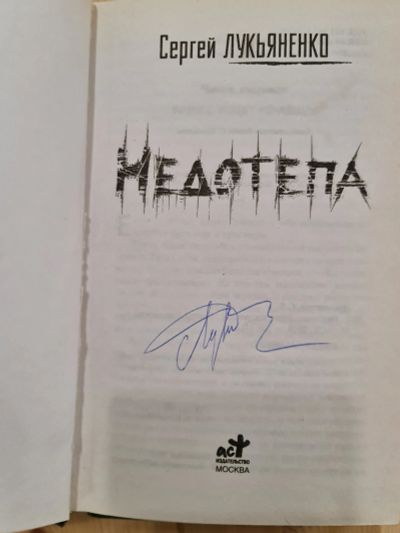 Сергей ЛУКЬЯНЕНКО
НЕДОТЕПА
аст
ИЗДАТЕЛЬСТВО
МОСКВА